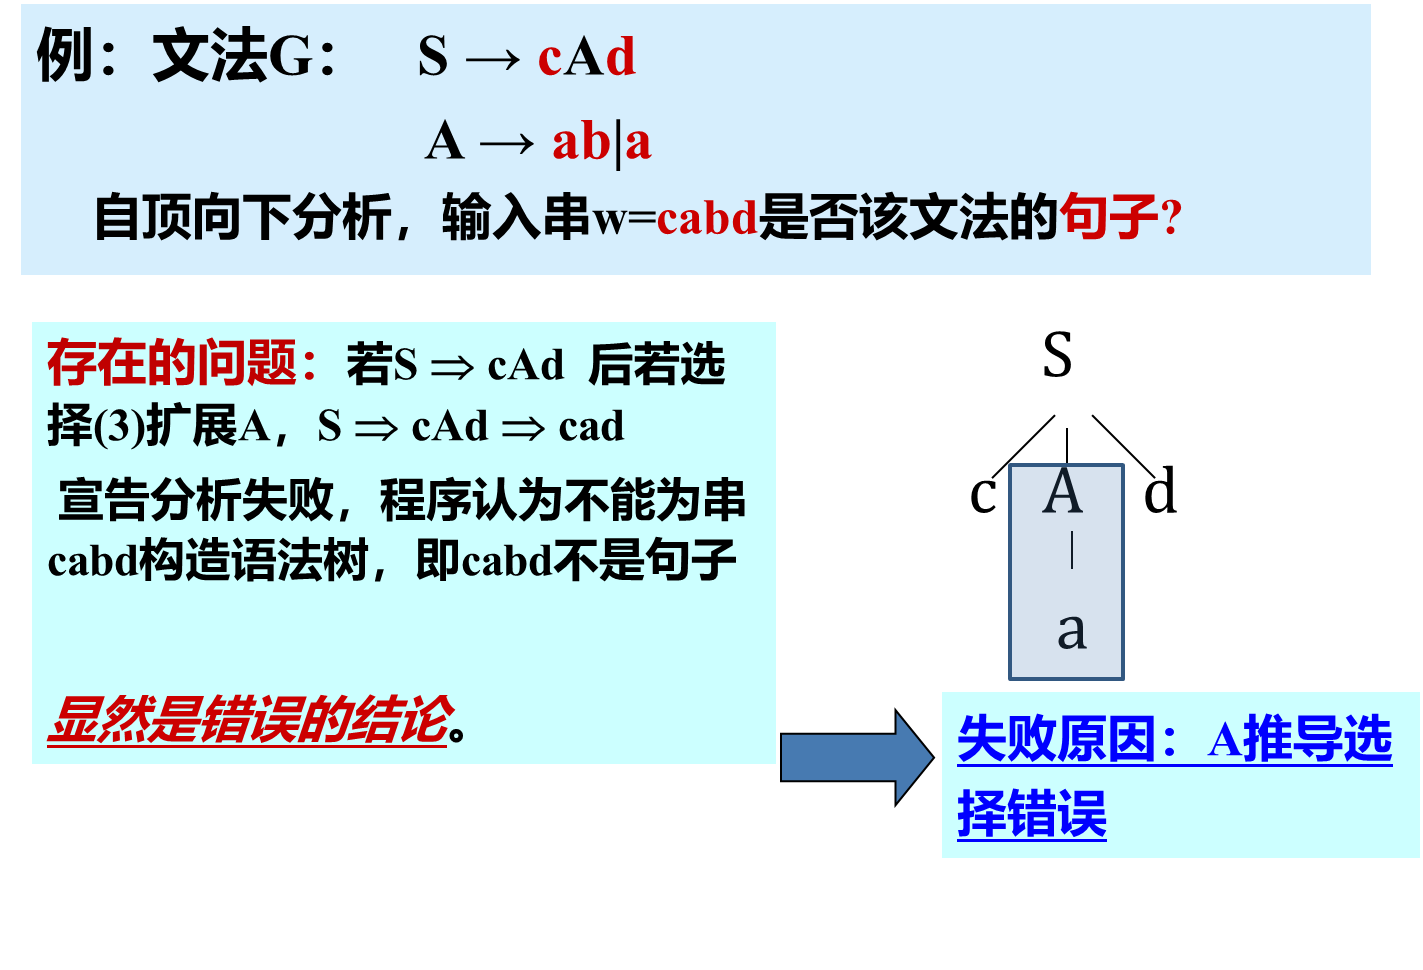 例：文法G： S → cAd
A → ab|a
自顶向下分析，输入串w=cabd是否该文法的句子?
存在的问题：若S ⇒ cAd 后若选
择(3)扩展A，S ⇒ cAd ⇒ cad
宣告分析失败，程序认为不能为串
cabd构造语法树，即cabd不是句子
显然是错误的结论。
S
c A d
a
失败原因：A推导选
择错误